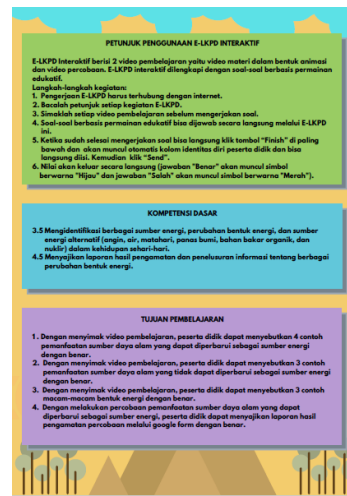 PETUNJUK PENGGUNAAN E-LKPD INTERAKTIF
E-LKPD Interaktif berisi 2 video pembelajaran yaitu video materi dalam bentuk animasi
dan video percobaan. E-LKPD interaktif dilengkapi dengan soal-soal berbasis permainan
edukatif.
Langkah-langkah kegiatan:
1. Pengerjaan E-LKPD harus terhubung dengan internet.
2. Bacalah petunjuk setiap kegiatan E-LKPD.
3. Simaklah setiap video pembelajaran sebelum mengerjakan soal.
4. Soal-soal berbasis permainan edukatif bisa dijawab secara langsung melalui E-LKPD
ini.
5. Ketika sudah selesai mengerjakan soal bisa langsung klik tombol "Finish" di paling
bawah dan akan muncul otomatis kolom identitas diri peserta didik dan bisa
langsung diisi. Kemudian klik "Send".
6. Nilai akan keluar secara langsung (jawaban "Benar" akan muncul simbol
berwarna "Hijau" dan jawaban "Salah" akan muncul simbol berwarna "Merah").
KOMPETENSI DASAR
3.5 Mengidentifikasi berbagai sumber energi, perubahan bentuk energi, dan sumber
energi alternatif (angin, air, matahari, panas bumi, bahan bakar organik, dan
nuklir) dalam kehidupan sehari-hari.
4.5 Menyajikan laporan hasil pengamatan dan penelusuran informasi tentang berbagai
perubahan bentuk energi.
TUJUAN PEMBELAJARAN
1. Dengan menyimak video pembelajaran, peserta didik dapat menyebutkan 4 contoh
pemanfaatan sumber daya alam yang dapat diperbarui sebagai sumber energi
dengan benar.
2. Dengan menyimak video pembelajaran, peserta didik dapat menyebutkan 3 contoh
pemanfaatan sumber daya alam yang tidak dapat diperbarui sebagai sumber energi
dengan benar.
3. Dengan menyimak video pembelajaran, peserta didik dapat menyebutkan 3 contoh
macam-macam bentuk energi dengan benar.
4. Dengan melakukan percobaan pemanfaatan sumber daya alam yang dapat
diperbarui sebagai sumber energi, peserta didik dapat menyajikan laporan hasil
pengamatan percobaan melalui google form dengan benar.